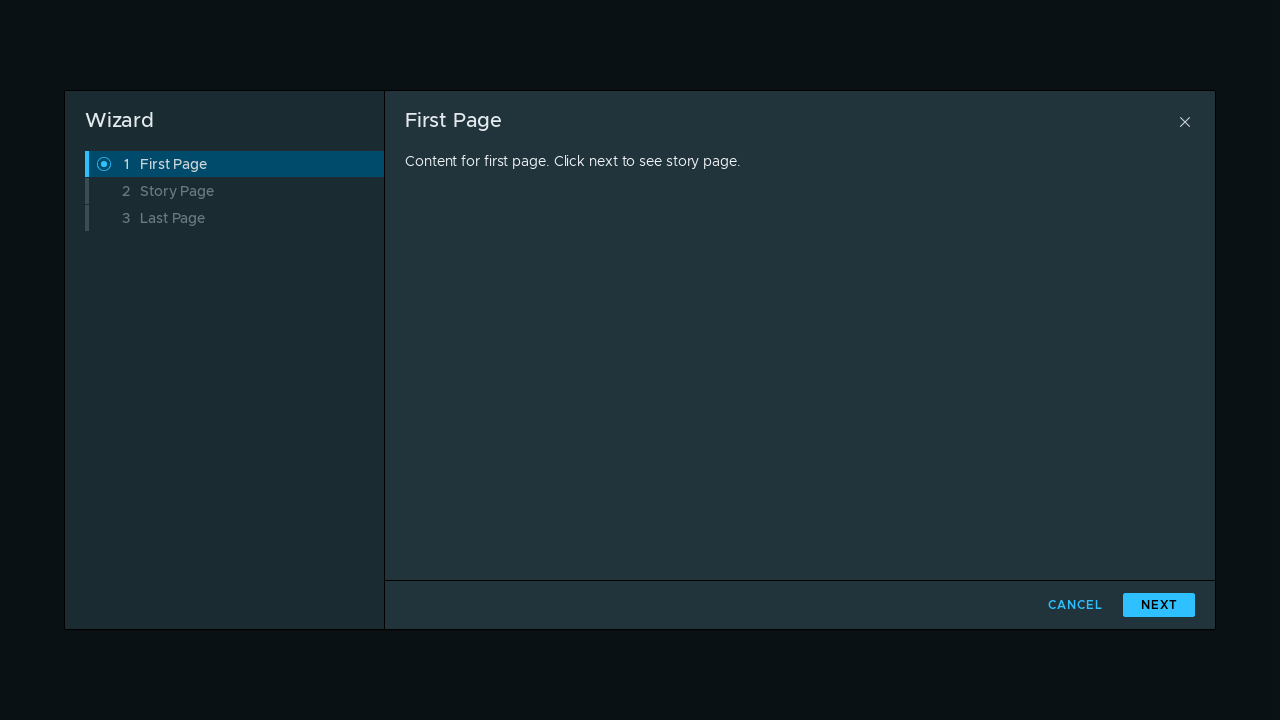 Wizard
1 First Page
2 Story Page
3 Last Page
First Page
Content for first page. Click next to see story page.
CANCEL
NEXT